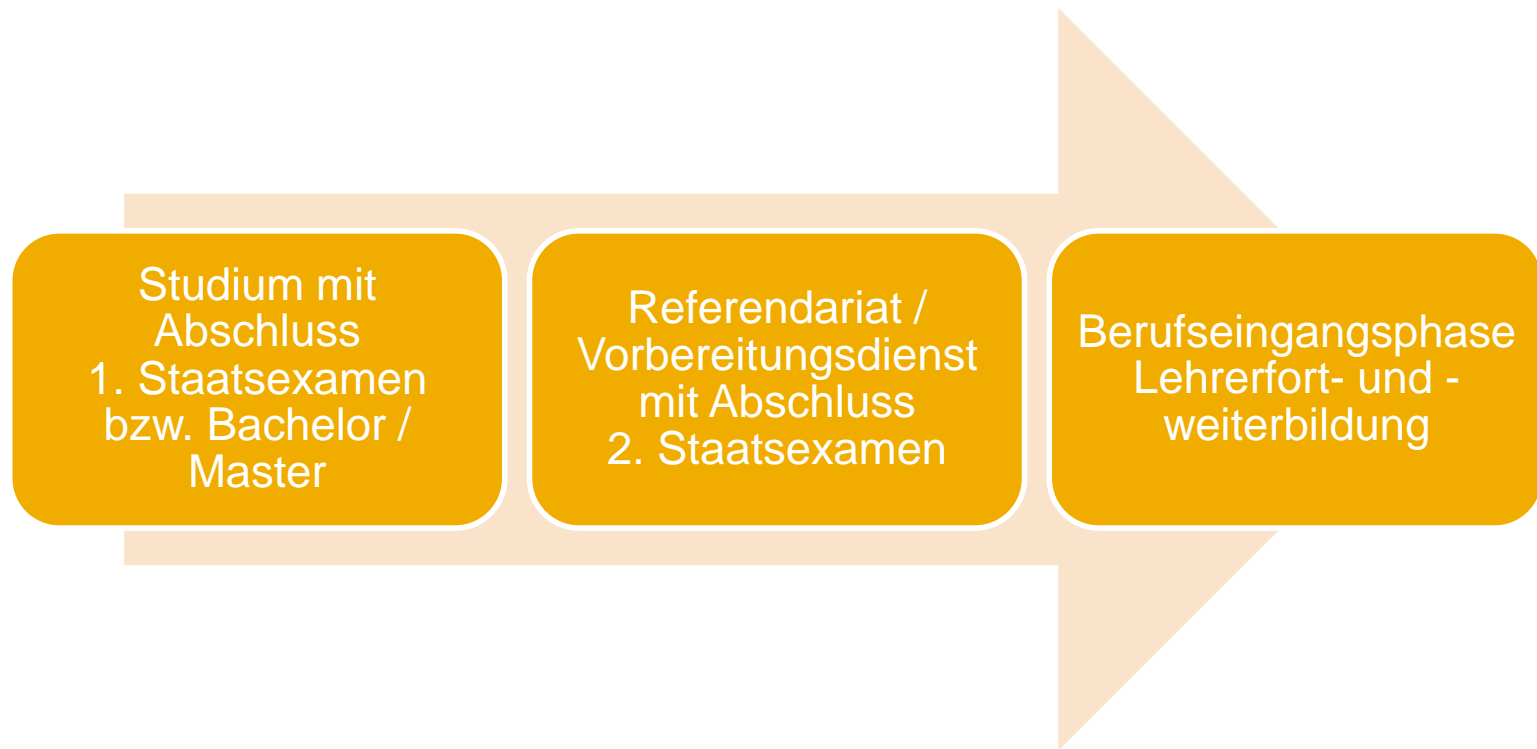 Studium mit
Abschluss
1. Staatsexamen
bzw. Bachelor /
Master
Referendariat /
Vorbereitungsdienst
mit Abschluss
2. Staatsexamen
Berufseingangsphase
Lehrerfort- und -
weiterbildung